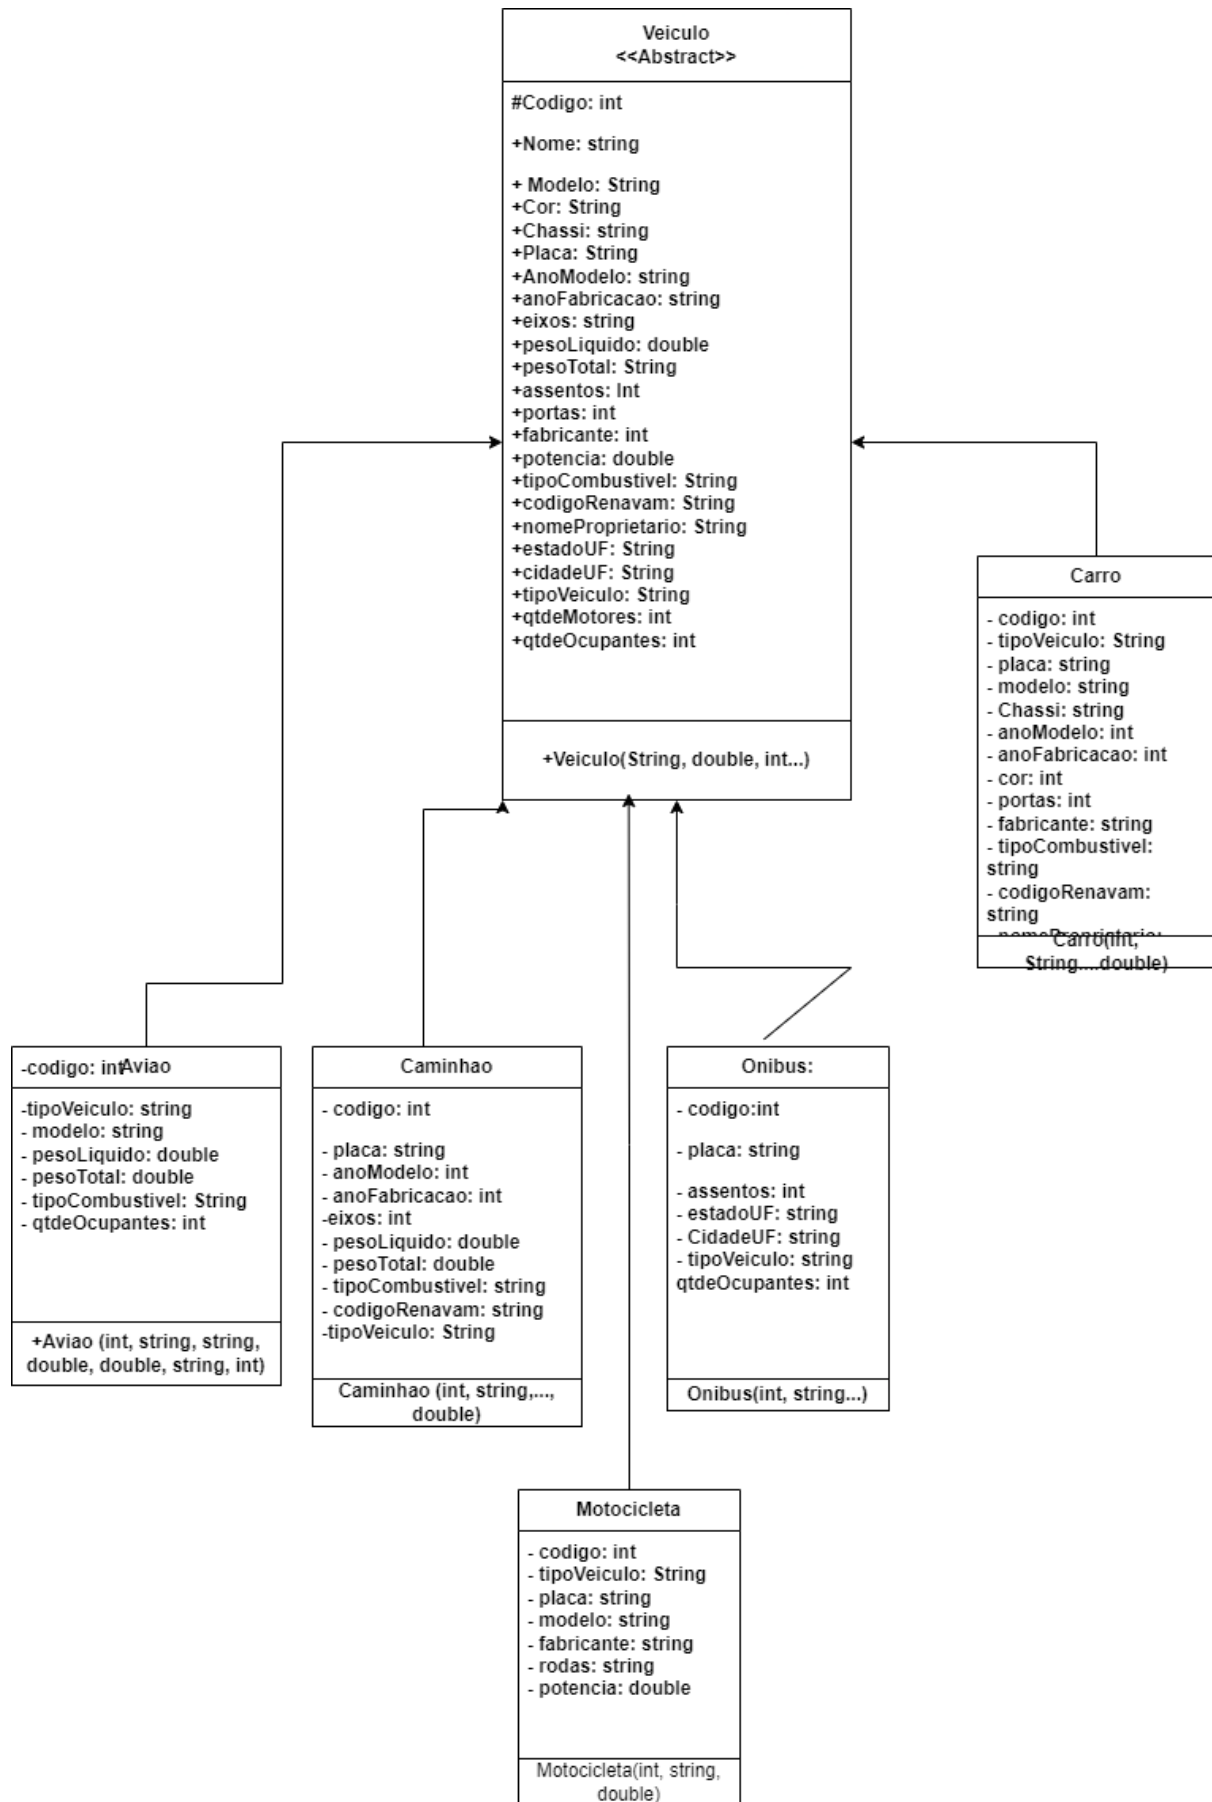 Veiculo
<<Abstract>>
#Codigo: int
+Nome: string
+ Modelo: String
+Cor: String
+Chassi: string
+Placa: String
+AnoModelo: string
+anoFabricacao: string
+eixos: string
+pesoLiquido: double
+pesoTotal: String
+assentos: Int
+portas: int
+fabricante: int
+potencia: double
+tipoCombustivel: String
+codigoRenavam: String
+nomeProprietario: String
+estadoUF: String
+cidadeUF: String
+tipoVeiculo: String
+qtdeMotores: int
+qtdeOcupantes: int
+Veiculo(String, double, int...)
Carro
- codigo: int
- tipoVeiculo: String
- placa: string
- modelo: string
- Chassi: string
- anoModelo: int
- anoFabricacao: int
- cor: int
- portas: int
- fabricante: string
- tipoCombustivel:
string
- codigoRenavam:
string
- nomeProprietario:
Carro(int,
String....double)
Aviao
-codigo: int
-tipoVeiculo: string
- modelo: string
- pesoLiquido: double
- pesoTotal: double
- tipoCombustivel: String
- qtdeOcupantes: int
+Aviao (int, string, string,
double, double, string, int)
Caminhao
- codigo: int
- placa: string
- anoModelo: int
- anoFabricacao: int
-eixos: int
- pesoLiquido: double
- pesoTotal: double
- tipoCombustivel: string
- codigoRenavam: string
-tipoVeiculo: String
Caminhao (int, string,...,
double)
Onibus:
- codigo:int
- placa: string
- assentos: int
- estadoUF: string
- CidadeUF: string
- tipoVeiculo: string
qtdeOcupantes: int
Onibus(int, string...)
Motocicleta
- codigo: int
- tipoVeiculo: String
- placa: string
- modelo: string
- fabricante: string
- rodas: string
- potencia: double
Motocicleta(int, string,
double)